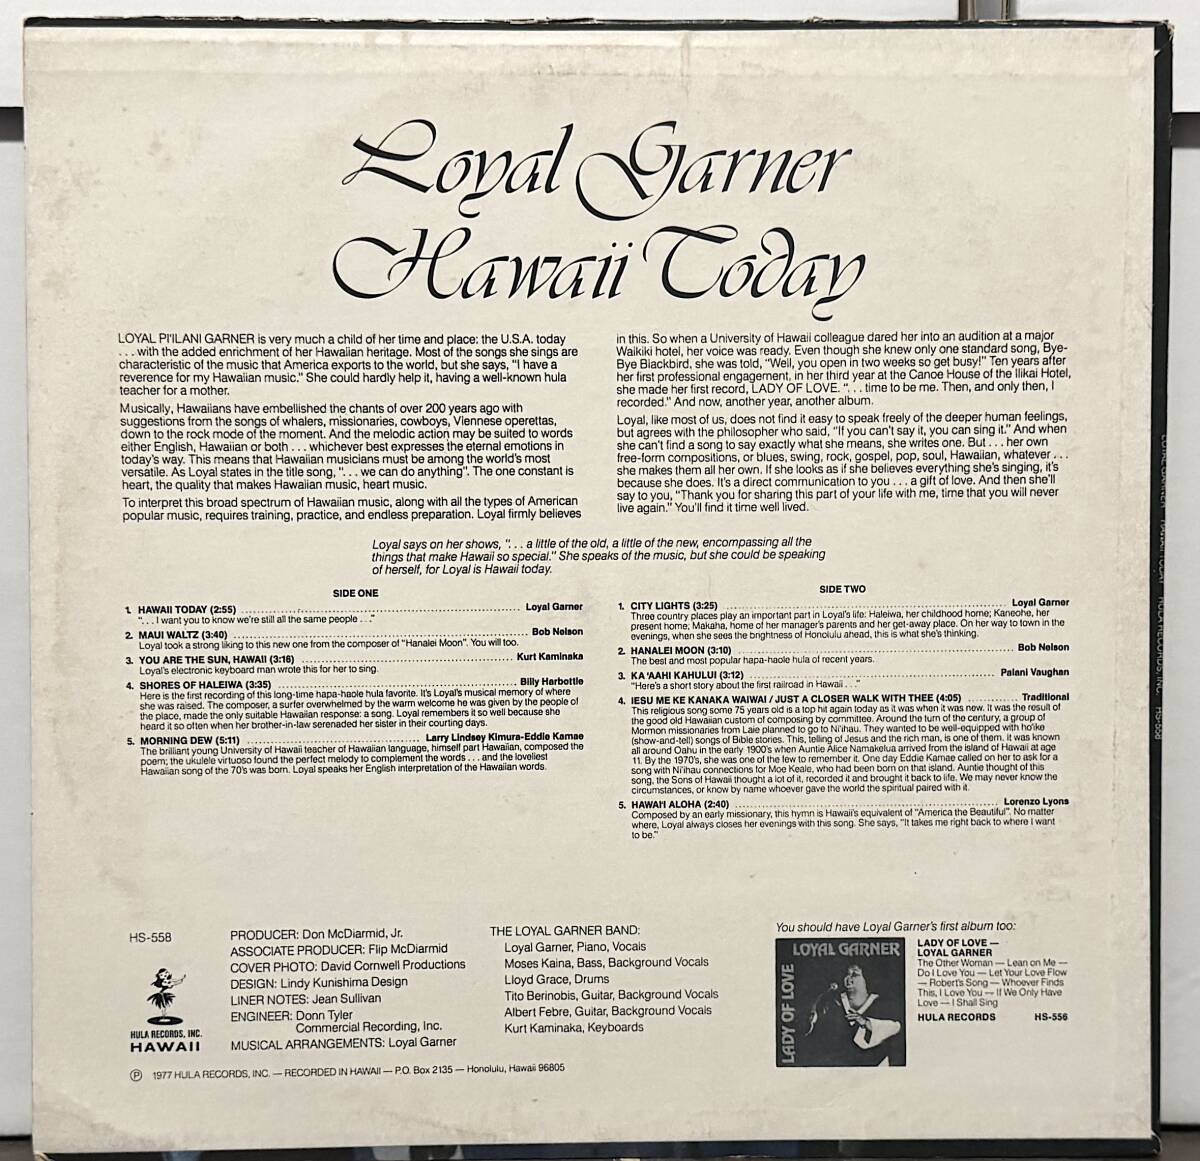 Loyal Garner
Hawaii Today
LOYAL PI'ILANI GARNER is very much a child of her time and place: the U.S.A. today
. . . with the added enrichment of her Hawaiian heritage. Most of the songs she sings are
characteristic of the music that America exports to the world, but she says, "I have a
reverence for my Hawaiian music." She could hardly help it, having a well-known hula
teacher for a mother.
Musically, Hawaiians have embellished the chants of over 200 years ago with
suggestions from the songs of whalers, missionaries, cowboys, Viennese operettas,
down to the rock mode of the moment. And the melodic action may be suited to words
either English, Hawaiian or both . . . whichever best expresses the eternal emotions in
today's way. This means that Hawaiian musicians must be among the world's most
versatile. As Loyal states in the title song, ". . . we can do anything". The one constant is
heart, the quality that makes Hawaiian music, heart music.
To interpret this broad spectrum of Hawaiian music, along with all the types of American
popular music, requires training, practice, and endless preparation. Loyal firmly believes
in this. So when a University of Hawaii colleague dared her into an audition at a major
Waikiki hotel, her voice was ready. Even though she knew only one standard song, Bye-
Bye Blackbird, she was told, "Well, you open in two weeks so get busy!" Ten years after
her first professional engagement, in her third year at the Canoe House of the Ilikai Hotel,
she made her first record, LADY OF LOVE. ". . . time to be me. Then, and only then, I
recorded." And now, another year, another album.
Loyal, like most of us, does not find it easy to speak freely of the deeper human feelings,
but agrees with the philosopher who said, "If you can't say it, you can sing it." And when
she can't find a song to say exactly what she means, she writes one. But . . . her own
free-form compositions, or blues, swing, rock, gospel, pop, soul, Hawaiian, whatever . . .
she makes them all her own. If she looks as if she believes everything she's singing, it's
because she does. It's a direct communication to you . . . a gift of love. And then she'll
say to you, "Thank you for sharing this part of your life with me, time that you will never
live again." You'll find it time well lived.
Loyal says on her shows, ". . . a little of the old, a little of the new, encompassing all the
things that make Hawaii so special." She speaks of the music, but she could be speaking
of herself, for Loyal is Hawaii today.
SIDE ONE
1. HAWAII TODAY (2:55) ........ Loyal Garner
". . . I want you to know we're still all the same people . . ."
2. MAUI WALTZ (3:40) ........ Bob Nelson
Loyal took a strong liking to this new one from the composer of "Hanalei Moon". You will too.
3. YOU ARE THE SUN, HAWAII (3:16) ........ Kurt Kaminaka
Loyal's electronic keyboard man wrote this for her to sing.
4. SHORES OF HALEIWA (3:35) ........ Billy Harbottle
Here is the first recording of this long-time hapa-haole hula favorite. It's Loyal's musical memory of where
she was raised. The composer, a surfer overwhelmed by the warm welcome he was given by the people of
the place, made the only suitable Hawaiian response: a song. Loyal remembers it so well because she
heard it so often when her brother-in-law serenaded her sister in their courting days.
5. MORNING DEW (5:11) ........ Larry Lindsey Kimura-Eddie Kamae
The brilliant young University of Hawaii teacher of Hawaiian language, himself part Hawaiian, composed the
poem; the ukulele virtuoso found the perfect melody to complement the words . . . and the loveliest
Hawaiian song of the 70's was born. Loyal speaks her English interpretation of the Hawaiian words.
SIDE TWO
1. CITY LIGHTS (3:25) ........ Loyal Garner
Three country places play an important part in Loyal's life: Haleiwa, her childhood home; Kaneohe, her
present home; Makaha, home of her manager's parents and her get-away place. On her way to town in the
evenings, when she sees the brightness of Honolulu ahead, this is what she's thinking.
2. HANALEI MOON (3:10) ........ Bob Nelson
The best and most popular hapa-haole hula of recent years.
3. KA'AAHI KAHULUI (3:12) ........ Palani Vaughan
"Here's a short story about the first railroad in Hawaii . . ."
4. IESU ME KE KANAKA WAIWAI / JUST A CLOSER WALK WITH THEE (4:05) Traditional
This religious song some 75 years old is a top hit again today as it was when it was new. It was the result of
the good old Hawaiian custom of composing by committee. Around the turn of the century, a group of
Mormon missionaries from Laie planned to go to Ni'ihau. They wanted to be well-equipped with ho'ike
(show-and-tell) songs of Bible stories. This, telling of Jesus and the rich man, is one of them. It was known
all around Oahu in the early 1900's when Auntie Alice Namakelua arrived from the island of Hawaii at age
11. By the 1970's, she was one of the few to remember it. One day Eddie Kamae called on her to ask for a
song with Ni'ihau connections for Moe Keale, who had been born on that island. Auntie thought of this
song, the Sons of Hawaii thought a lot of it, recorded it and brought it back to life. We may never know the
circumstances, or know by name whoever gave the world the spiritual paired with it.
5. HAWAI'I ALOHA (2:40) ........ Lorenzo Lyons
Composed by an early missionary, this hymn is Hawaii's equivalent of "America the Beautiful". No matter
where, Loyal always closes her evenings with this song. She says, "It takes me right back to where I want
to be."
HS-558
HULA RECORDS, INC.
HAWAII
PRODUCER: Don McDiarmid, Jr.
ASSOCIATE PRODUCER: Flip McDiarmid
COVER PHOTO: David Cornwell Productions
DESIGN: Lindy Kunishima Design
LINER NOTES: Jean Sullivan
ENGINEER: Donn Tyler
Commercial Recording, Inc.
MUSICAL ARRANGEMENTS: Loyal Garner
THE LOYAL GARNER BAND:
Loyal Garner, Piano, Vocals
Moses Kaina, Bass, Background Vocals
Lloyd Grace, Drums
Tito Berinobis, Guitar, Background Vocals
Albert Febre, Guitar, Background Vocals
Kurt Kaminaka, Keyboards
℗ 1977 HULA RECORDS, INC. — RECORDED IN HAWAII — P.O. Box 2135 — Honolulu, Hawaii 96805
You should have Loyal Garner's first album too:
LOYAL GARNER
LADY OF LOVE
LADY OF LOVE —
LOYAL GARNER
The Other Woman — Lean on Me —
Do I Love You — Let Your Love Flow
— Robert's Song — Whoever Finds
This, I Love You — If We Only Have
Love — I Shall Sing
HULA RECORDS HS-556
HULA RECORDS, INC. HS-558